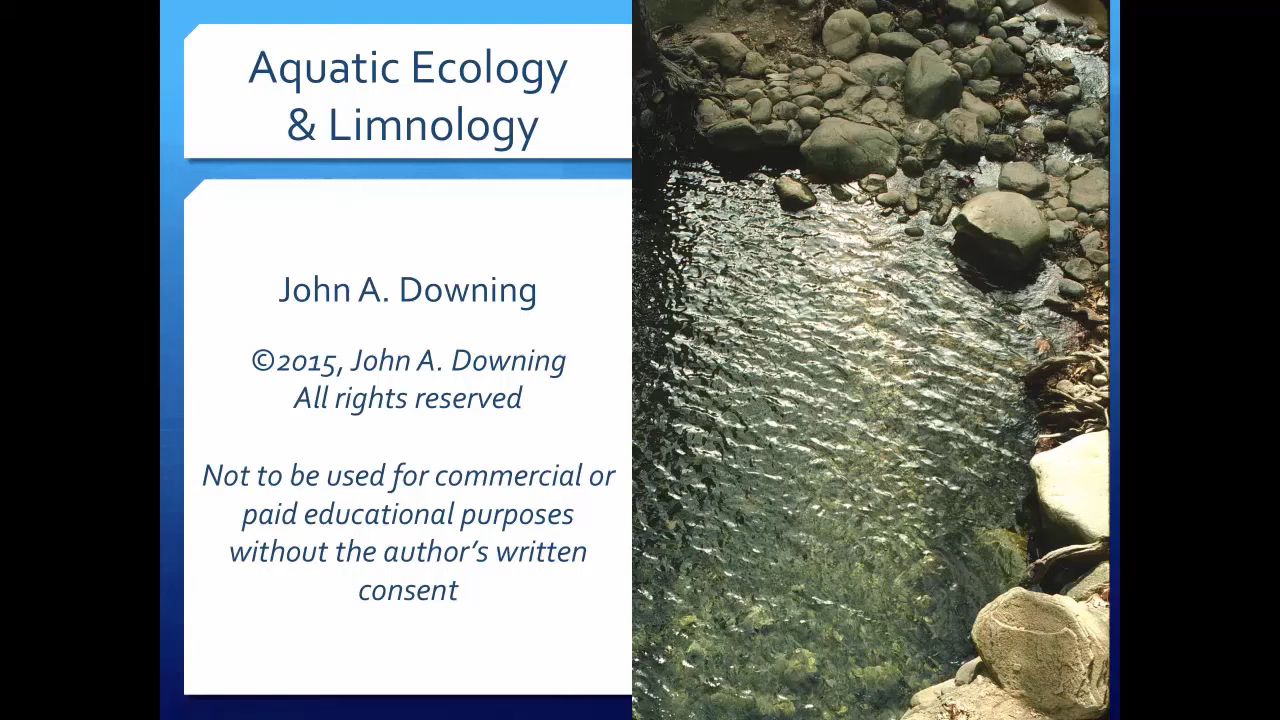 Aquatic Ecology
& Limnology
John A. Downing
©2015, John A. Downing
All rights reserved
Not to be used for commercial or
paid educational purposes
without the author’s written
consent